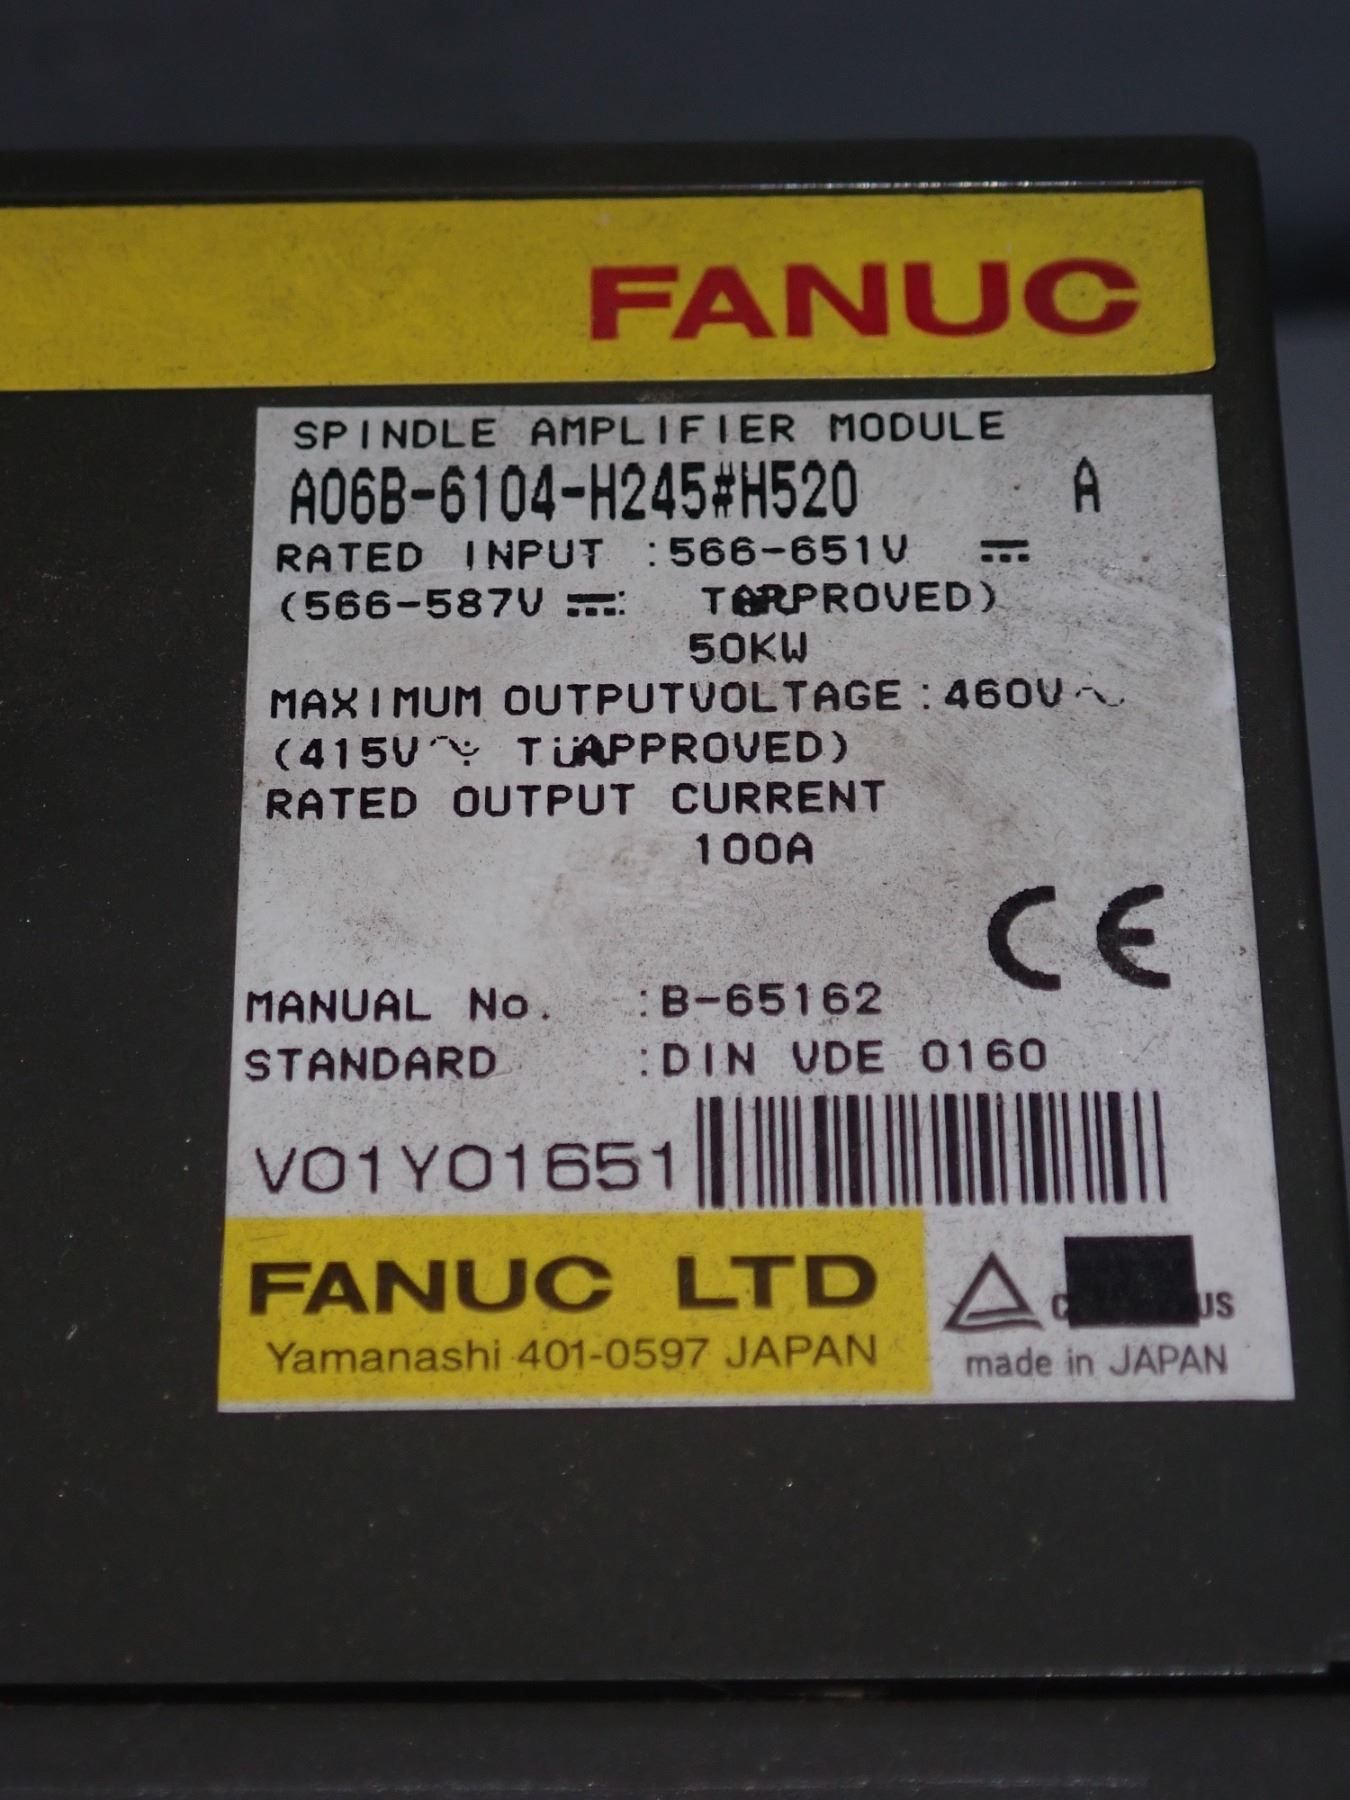 FANUC
SPINDLE AMPLIFIER MODULE
A06B-6104-H245#H520 A
RATED INPUT :566-651V ⎓
(566-587V ⎓: PROVED)
50KW
MAXIMUM OUTPUTVOLTAGE :460V~
(415V~: TÜAPPROVED)
RATED OUTPUT CURRENT
100A
CE
MANUAL No. :B-65162
STANDARD :DIN VDE 0160
V01Y01651
FANUC LTD
Yamanashi 401-0597 JAPAN
made in JAPAN